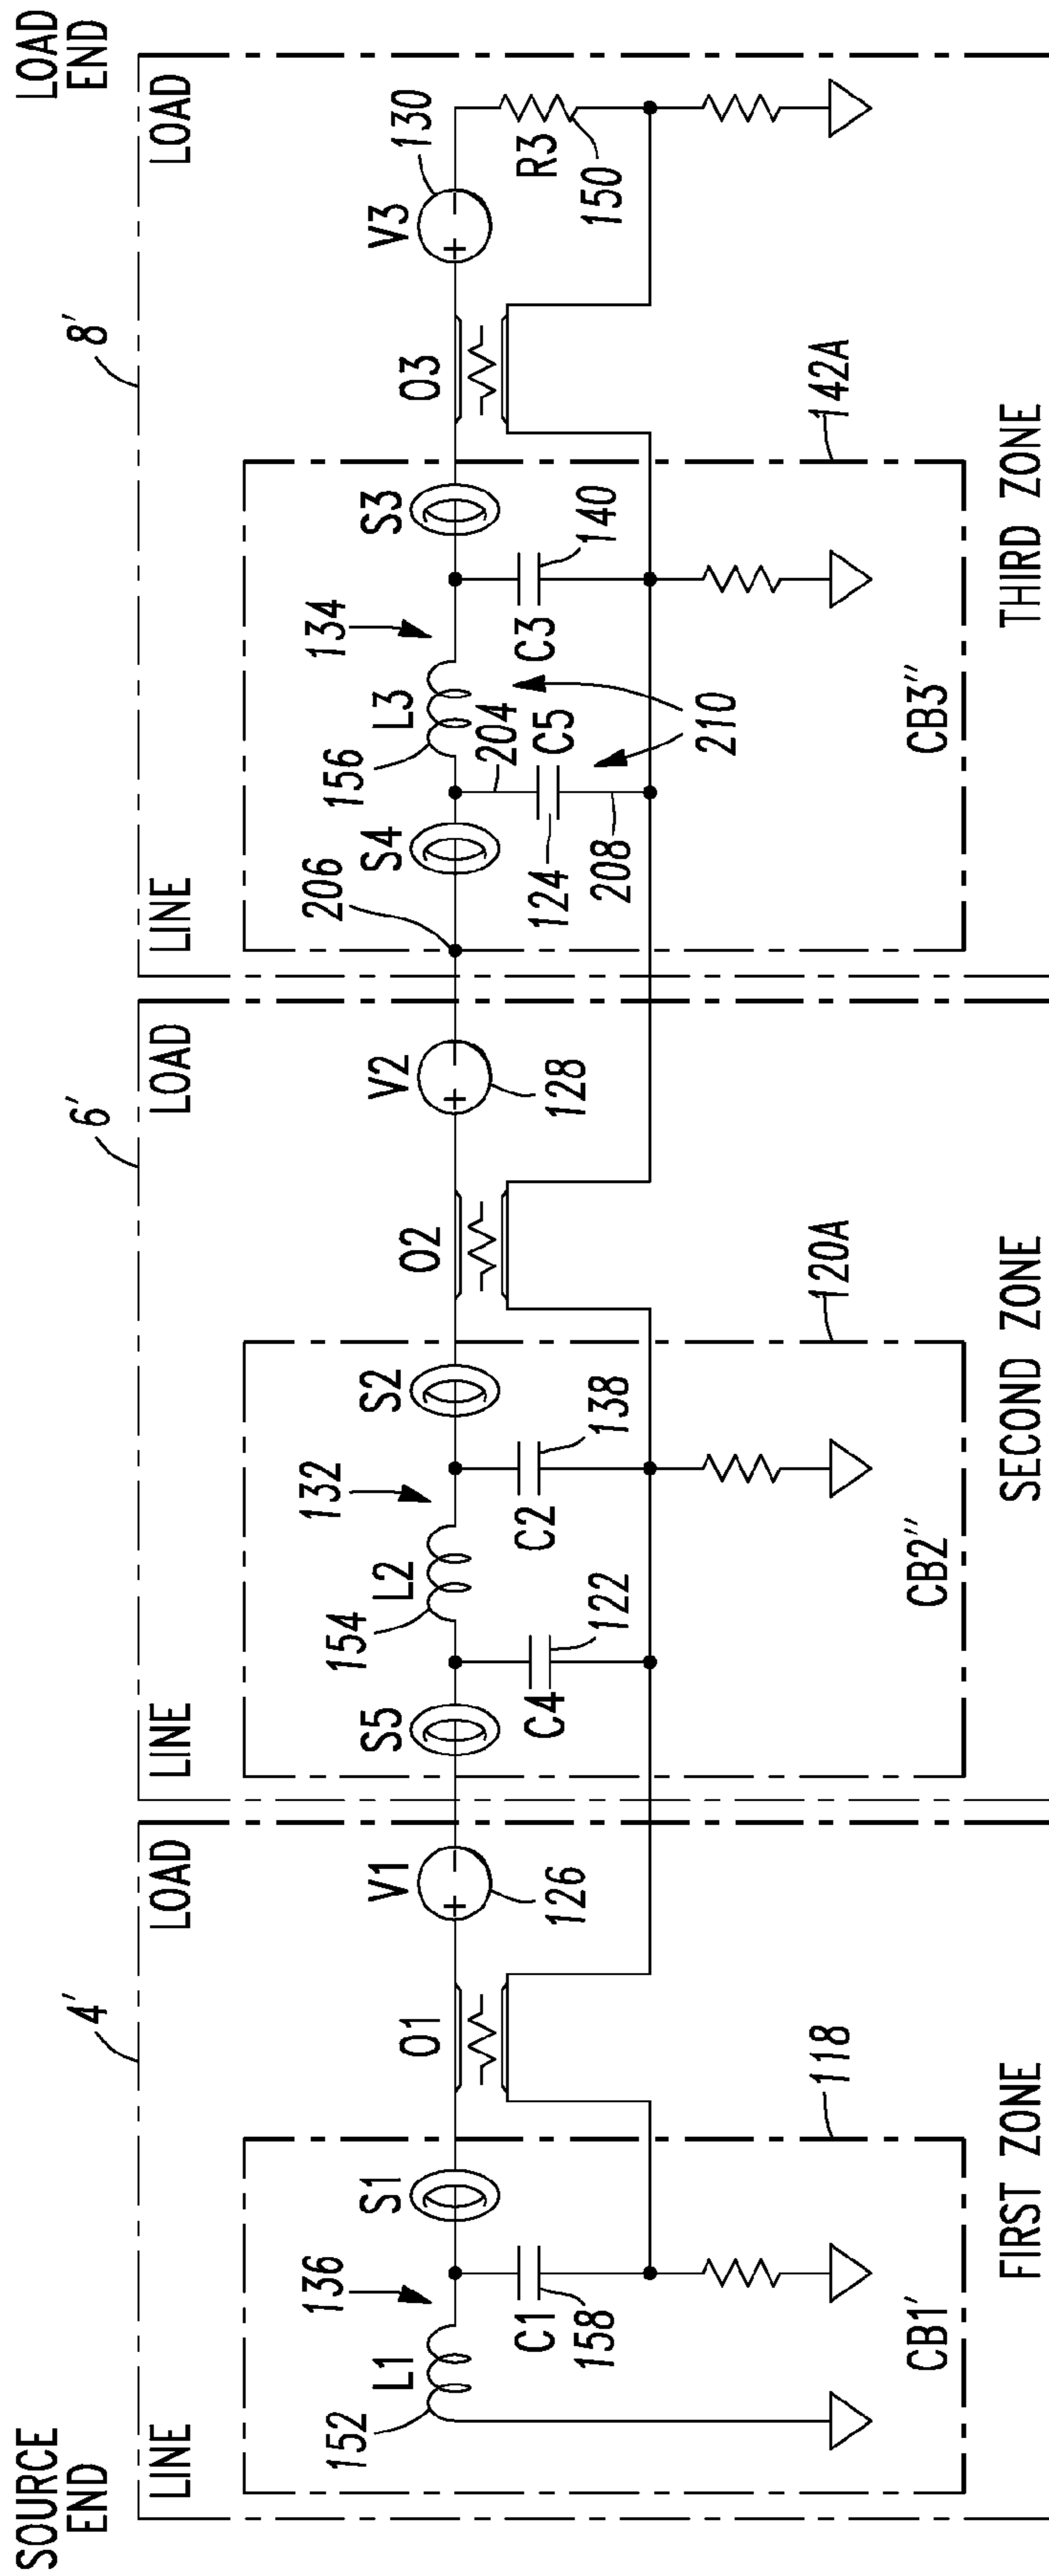 SOURCE
END
LOAD
END
4'
6'
8'
LINE
LOAD
LINE
LOAD
LINE
LOAD
136
132
206
134
130
152
L1
S1
O1
V1
S5
154
L2
S2
O2
V2
S4
156
L3
S3
O3
V3
126
128
204
C1
158
C4
122
C2
138
124
C5
C3
140
R3
150
208
210
118
120A
142A
CB1'
CB2''
CB3''
FIRST ZONE
SECOND ZONE
THIRD ZONE